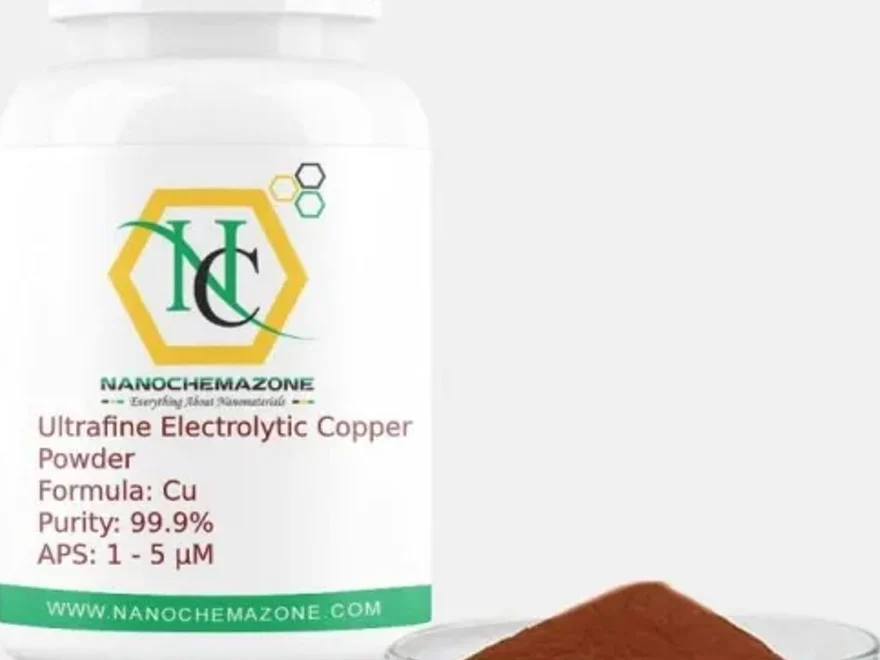 NC
NANOCHEMAZONE
Everything About Nanomaterials
Ultrafine Electrolytic Copper
Powder
Formula: Cu
Purity: 99.9%
APS: 1 - 5 µM
WWW.NANOCHEMAZONE.COM